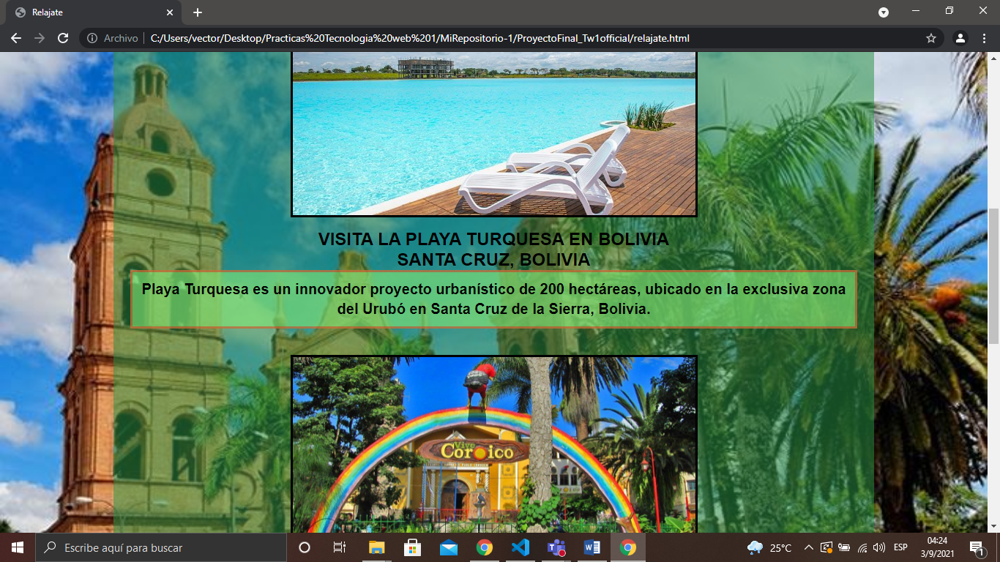 Relajate
Archivo
C:/Users/vector/Desktop/Practicas%20Tecnologia%20web%201/MiRepositorio-1/ProyectoFinal_Tw1official/relajate.html
VISITA LA PLAYA TURQUESA EN BOLIVIA
SANTA CRUZ, BOLIVIA
Playa Turquesa es un innovador proyecto urbanístico de 200 hectáreas, ubicado en la exclusiva zona
del Urubó en Santa Cruz de la Sierra, Bolivia.
Vive
Coroico
Escribe aquí para buscar
25°C
ESP
04:24
3/9/2021
1